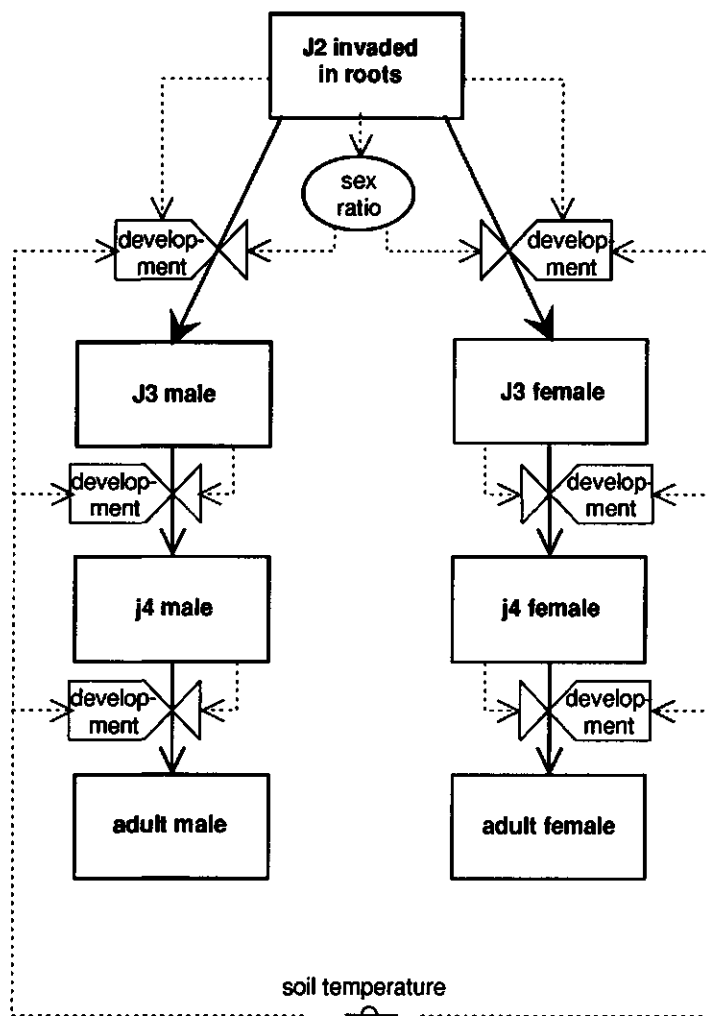 J2 invaded
in roots
sex
ratio
develop-
ment
develop-
ment
J3 male
J3 female
develop-
ment
develop-
ment
j4 male
j4 female
develop-
ment
develop-
ment
adult male
adult female
soil temperature